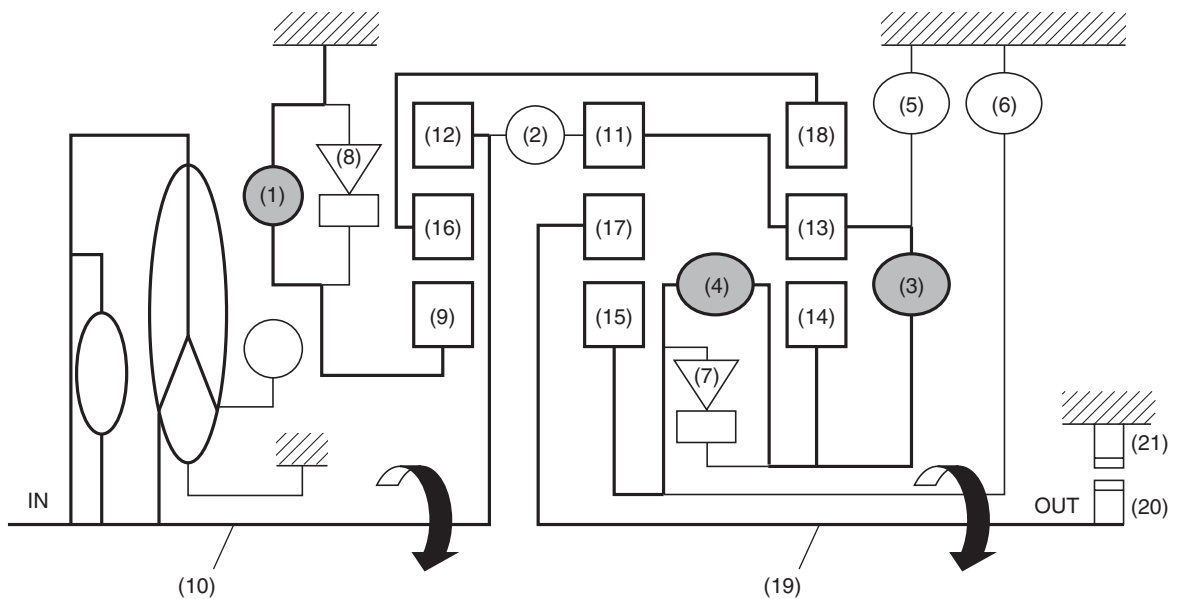 (5) (6)
(12) (2) (11) (18)
(8)
(1)
(16) (17) (13)
(9) (15) (4) (14) (3)
(7)
(21)
IN OUT (20)
(10) (19)